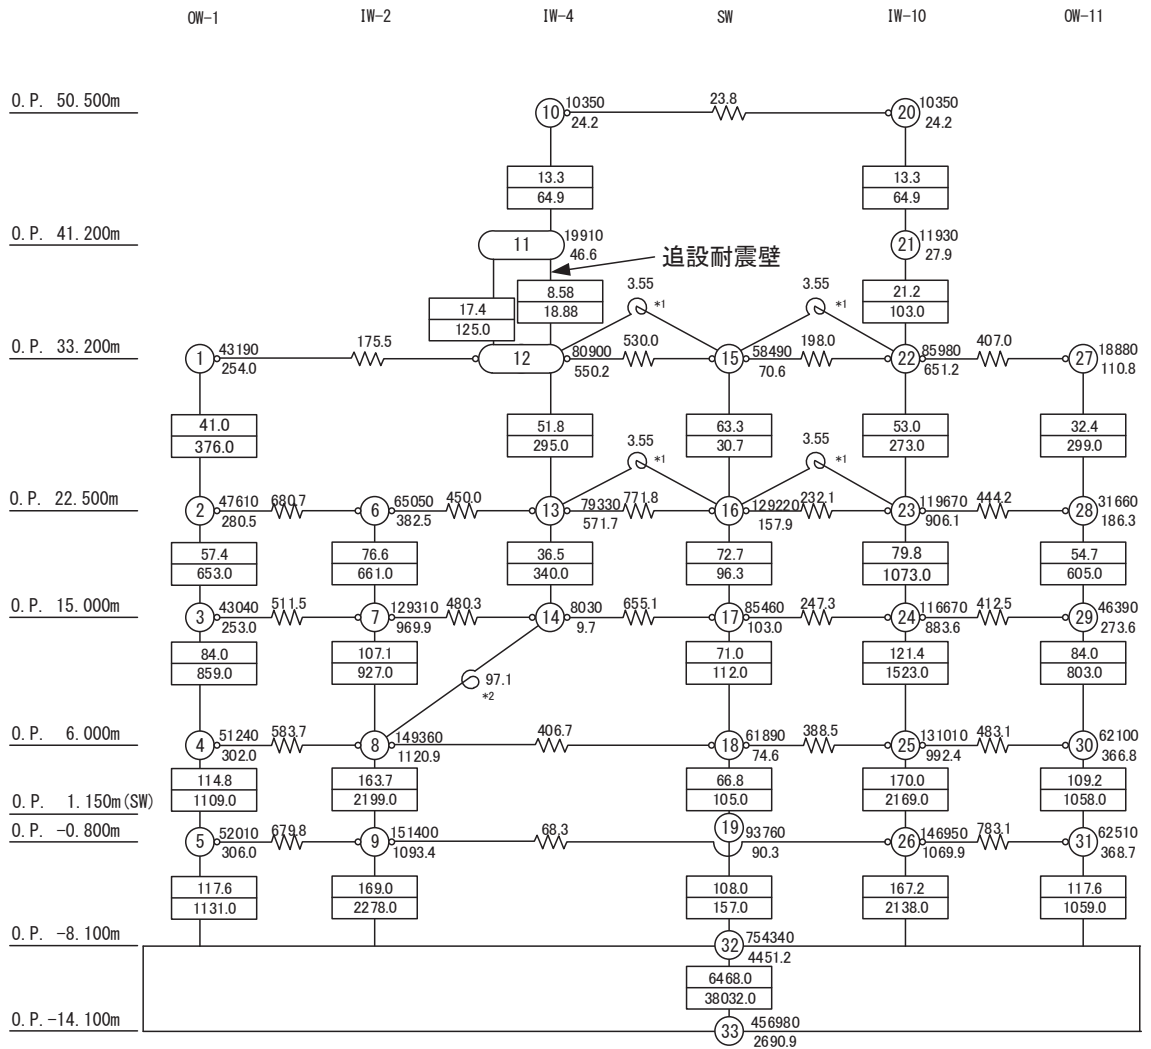 OW-1 IW-2 IW-4 SW IW-10 OW-11
O.P. 50.500m 10 10350 23.8 20 10350
24.2 24.2
13.3 13.3
64.9 64.9
O.P. 41.200m 11 19910 21 11930
46.6 27.9
追設耐震壁
8.58 3.55 3.55 21.2
17.4 18.88 *1 *1 103.0
125.0
O.P. 33.200m 1 43190 175.5 12 80900 530.0 15 58490 198.0 22 85980 407.0 27 18880
254.0 550.2 70.6 651.2 110.8
41.0 51.8 63.3 53.0 32.4
376.0 295.0 30.7 273.0 299.0
3.55 3.55
*1 *1
O.P. 22.500m 2 47610 680.7 6 65050 450.0 13 79330 771.8 16 129220 232.1 23 119670 444.2 28 31660
280.5 382.5 571.7 157.9 906.1 186.3
57.4 76.6 36.5 72.7 79.8 54.7
653.0 661.0 340.0 96.3 1073.0 605.0
O.P. 15.000m 3 43040 511.5 7 129310 480.3 14 8030 655.1 17 85460 247.3 24 116670 412.5 29 46390
253.0 969.9 9.7 103.0 883.6 273.6
84.0 107.1 71.0 121.4 84.0
859.0 927.0 112.0 1523.0 803.0
97.1
*2
O.P. 6.000m 4 51240 583.7 8 149360 406.7 18 61890 388.5 25 131010 483.1 30 62100
302.0 1120.9 74.6 992.4 366.8
114.8 163.7 66.8 170.0 109.2
1109.0 2199.0 105.0 2169.0 1058.0
O.P. 1.150m(SW)
O.P. -0.800m 5 52010 679.8 9 151400 68.3 19 93760 26 146950 783.1 31 62510
306.0 1093.4 90.3 1069.9 368.7
117.6 169.0 108.0 167.2 117.6
1131.0 2278.0 157.0 2138.0 1059.0
O.P. -8.100m 32 754340
4451.2
6468.0
38032.0
O.P.-14.100m 33 456980
2690.9